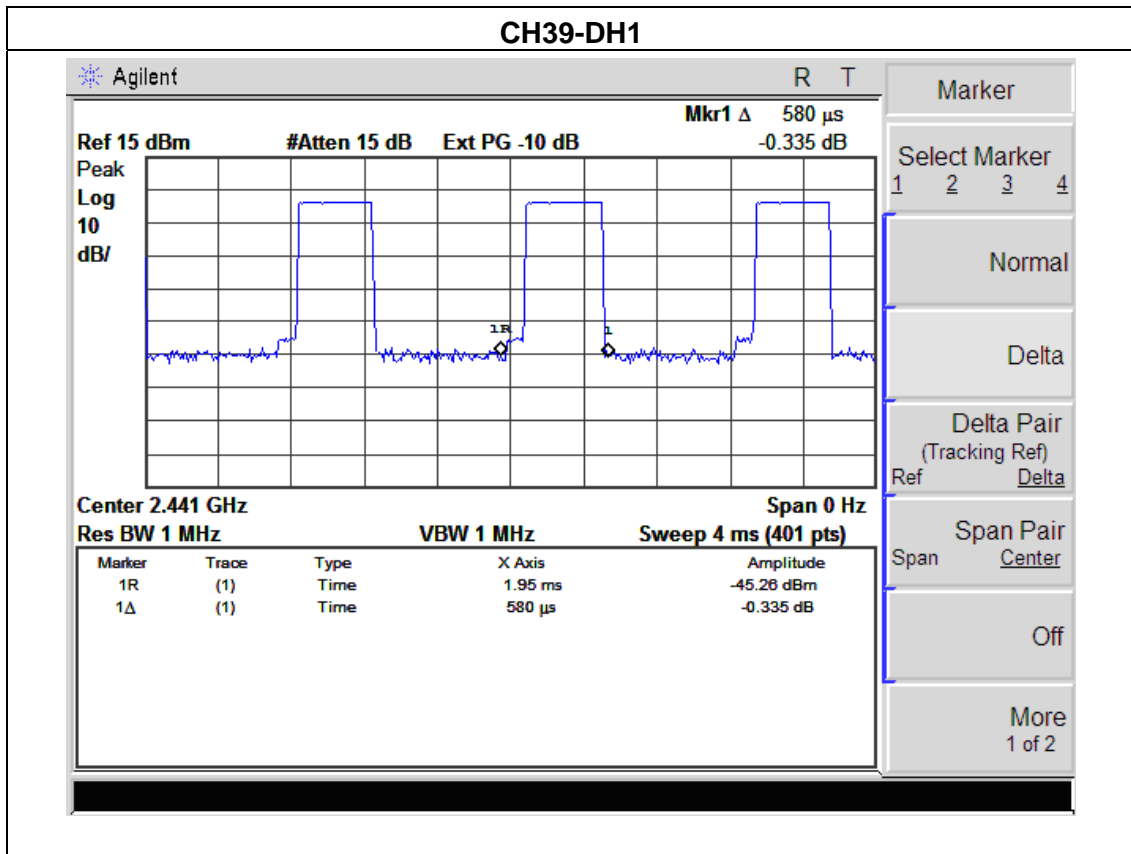 CH39-DH1
Agilent R T
Mkr1 Δ 580 μs
Ref 15 dBm #Atten 15 dB Ext PG -10 dB -0.335 dB
Peak
Log
10
dB/
1R 1
Center 2.441 GHz Span 0 Hz
Res BW 1 MHz VBW 1 MHz Sweep 4 ms (401 pts)
Marker Trace Type X Axis Amplitude
1R (1) Time 1.95 ms -45.26 dBm
1Δ (1) Time 580 μs -0.335 dB
Marker
Select Marker
1 2 3 4
Normal
Delta
Delta Pair
(Tracking Ref)
Ref Delta
Span Pair
Span Center
Off
More
1 of 2